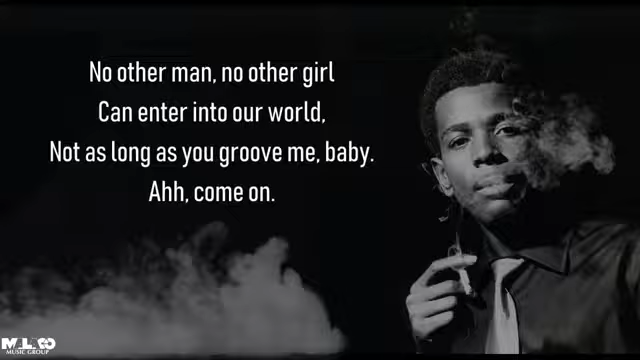 No other man, no other girl
Can enter into our world,
Not as long as you groove me, baby.
Ahh, come on.
MALACO
MUSIC GROUP